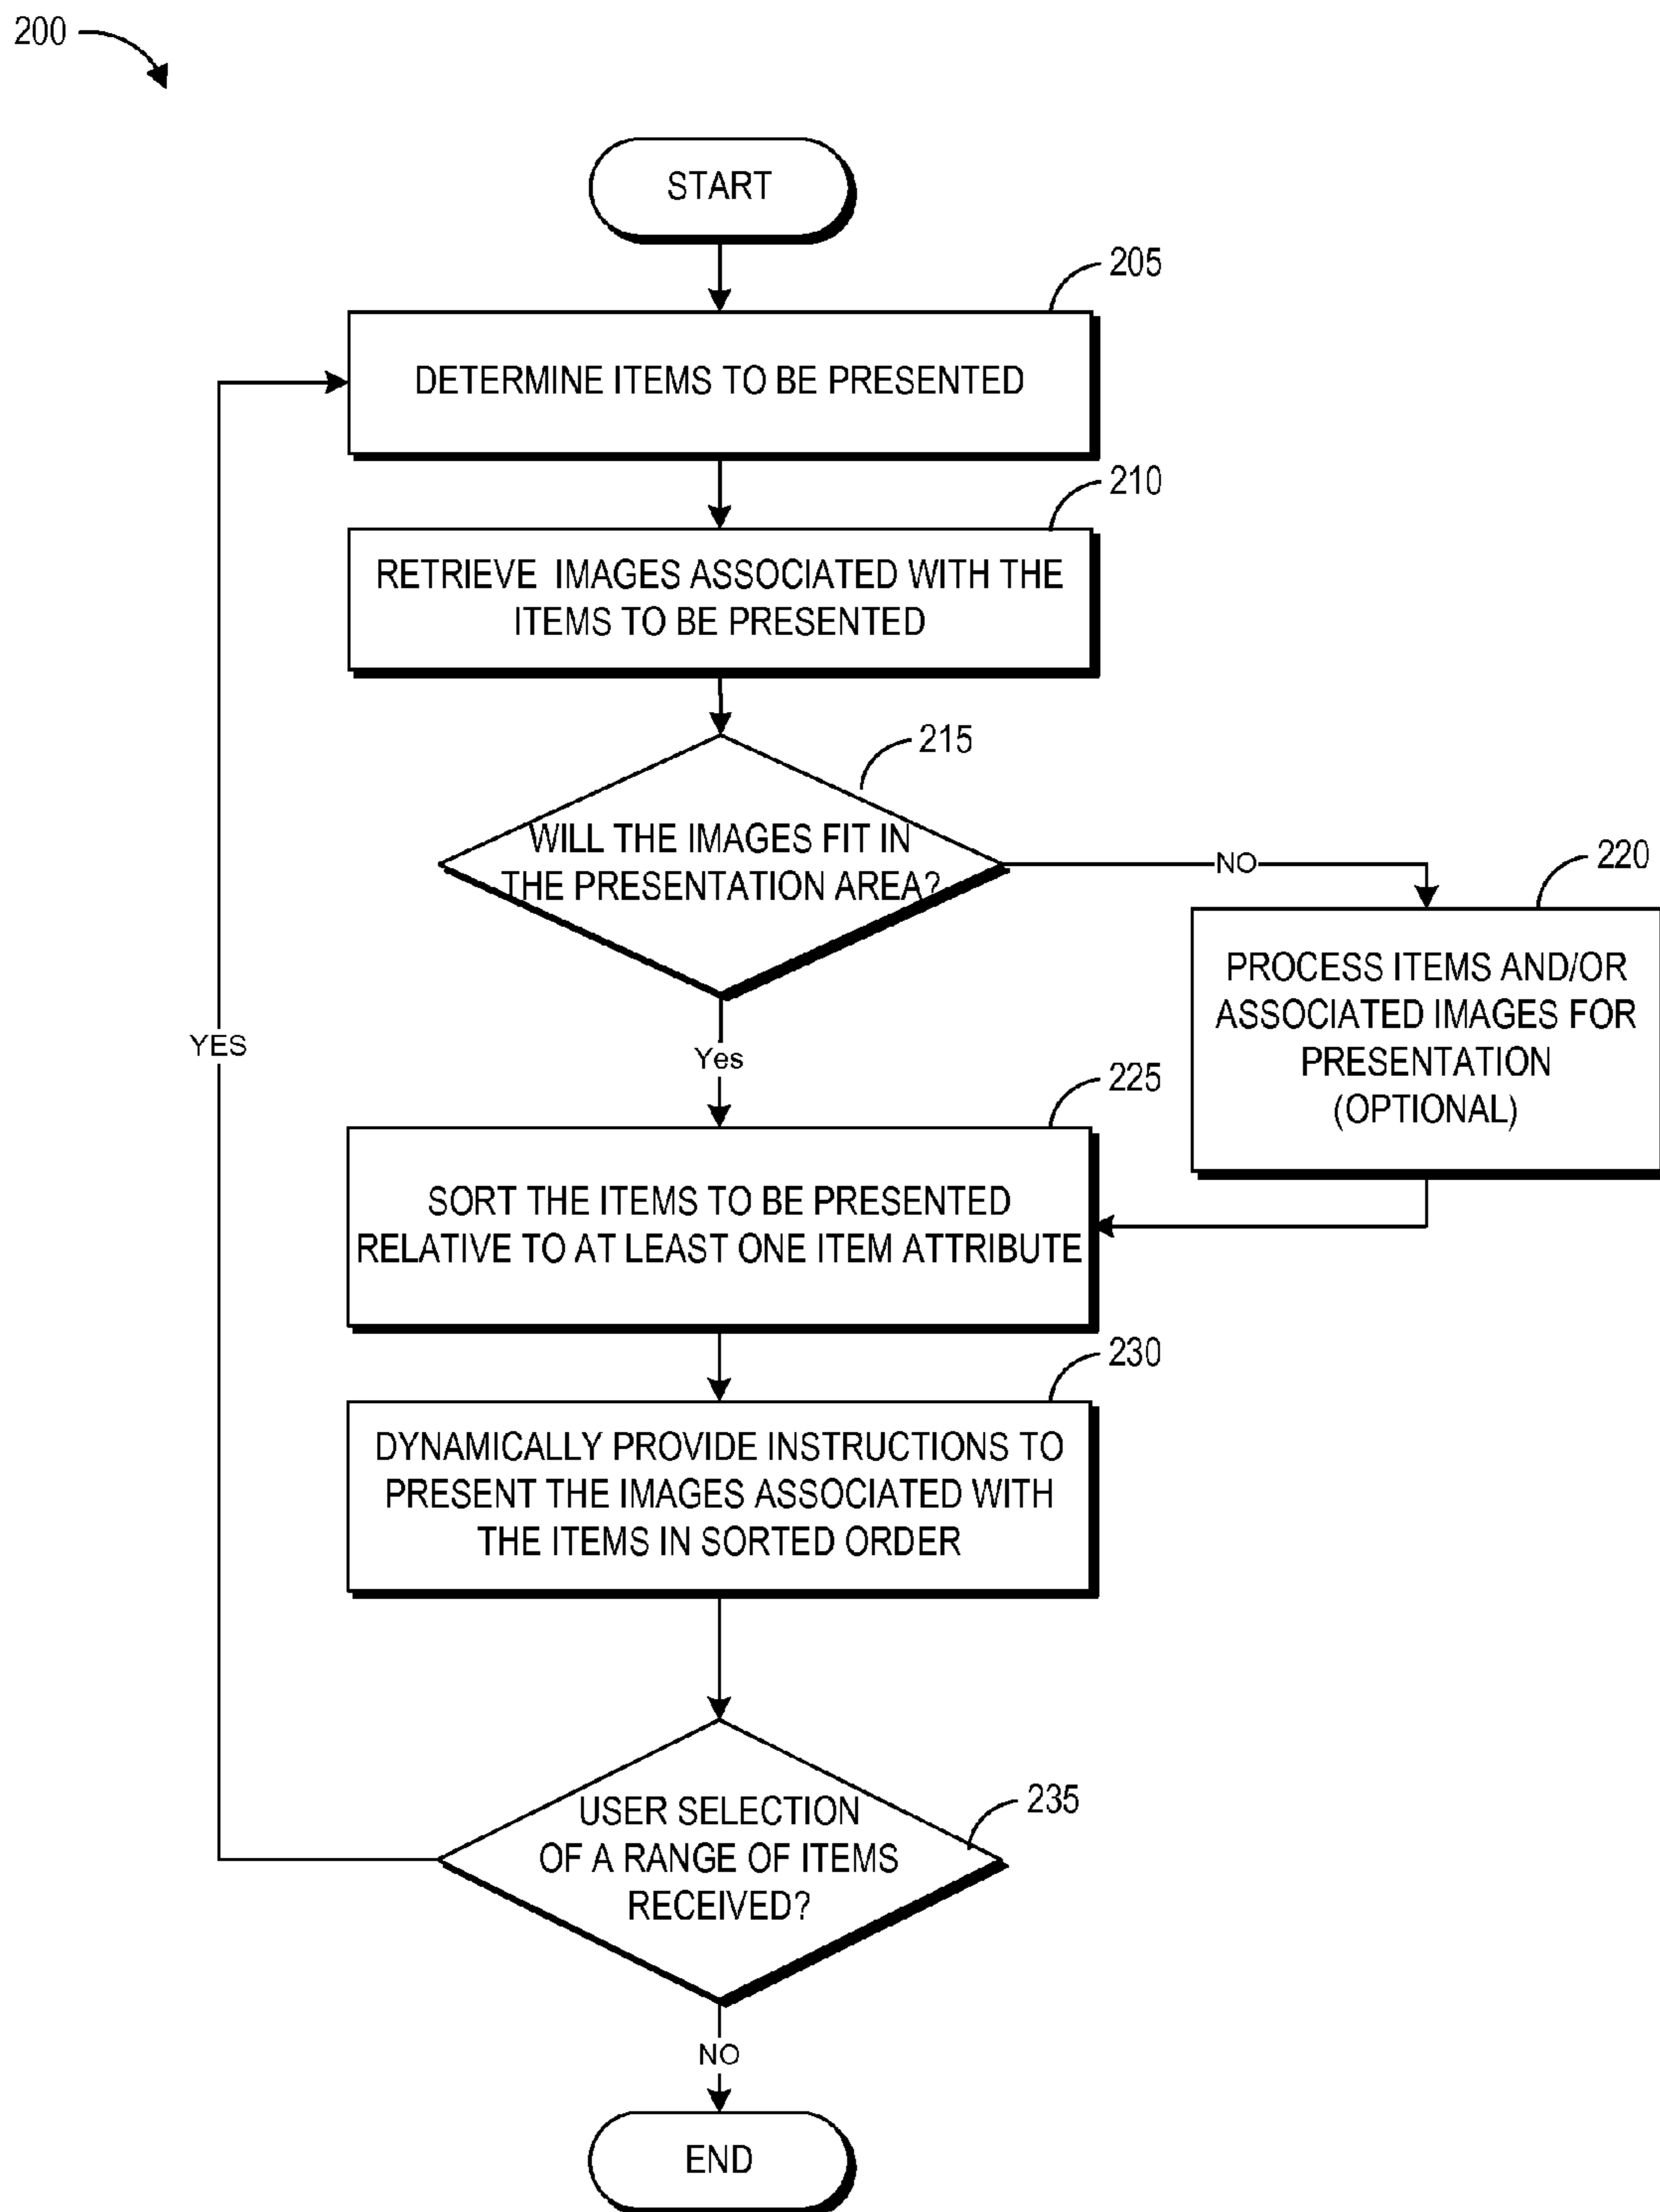 200
START
205
DETERMINE ITEMS TO BE PRESENTED
210
RETRIEVE IMAGES ASSOCIATED WITH THE
ITEMS TO BE PRESENTED
215
WILL THE IMAGES FIT IN
THE PRESENTATION AREA?
NO
220
PROCESS ITEMS AND/OR
ASSOCIATED IMAGES FOR
PRESENTATION
(OPTIONAL)
YES
Yes
225
SORT THE ITEMS TO BE PRESENTED
RELATIVE TO AT LEAST ONE ITEM ATTRIBUTE
230
DYNAMICALLY PROVIDE INSTRUCTIONS TO
PRESENT THE IMAGES ASSOCIATED WITH
THE ITEMS IN SORTED ORDER
235
USER SELECTION
OF A RANGE OF ITEMS
RECEIVED?
NO
END